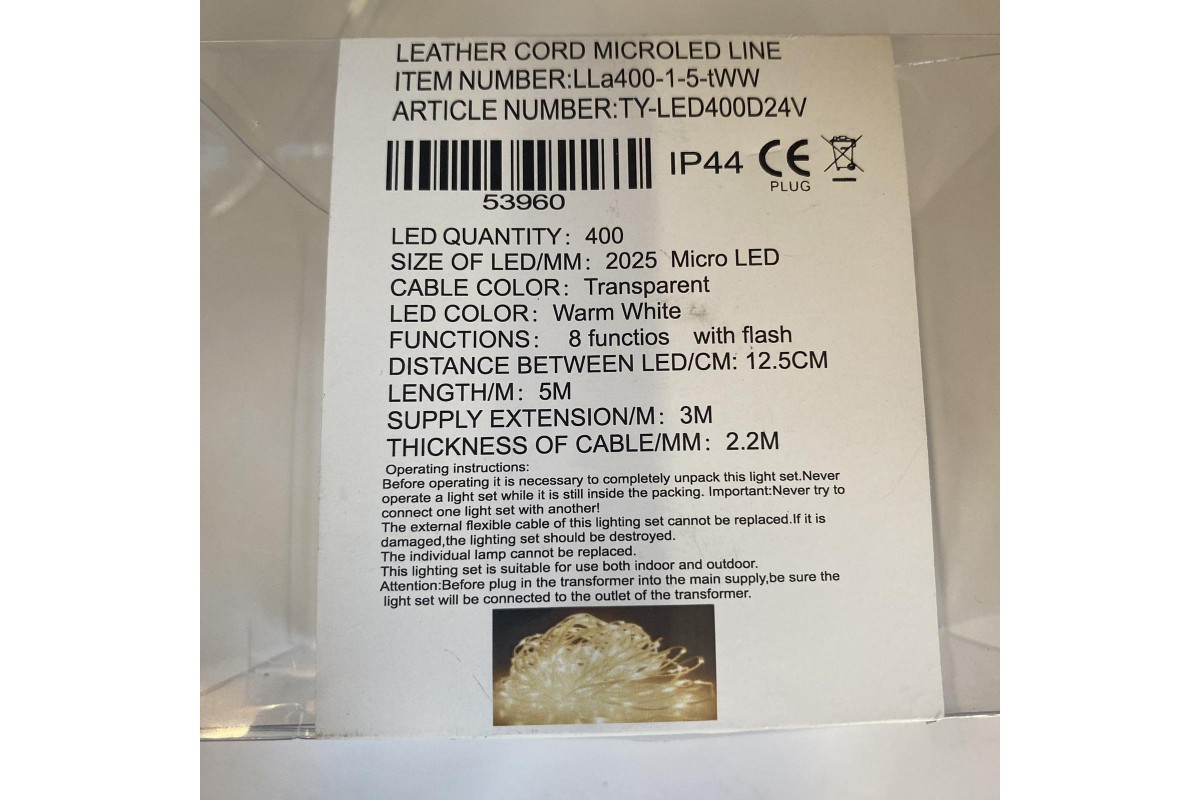 LEATHER CORD MICROLED LINE
ITEM NUMBER:LLa400-1-5-tWW
ARTICLE NUMBER:TY-LED400D24V
IP44 CE
PLUG
53960
LED QUANTITY: 400
SIZE OF LED/MM: 2025 Micro LED
CABLE COLOR: Transparent
LED COLOR: Warm White
FUNCTIONS: 8 functios with flash
DISTANCE BETWEEN LED/CM: 12.5CM
LENGTH/M: 5M
SUPPLY EXTENSION/M: 3M
THICKNESS OF CABLE/MM: 2.2M
Operating instructions:
Before operating it is necessary to completely unpack this light set.Never
operate a light set while it is still inside the packing. Important:Never try to
connect one light set with another!
The external flexible cable of this lighting set cannot be replaced.If it is
damaged,the lighting set should be destroyed.
The individual lamp cannot be replaced.
This lighting set is suitable for use both indoor and outdoor.
Attention:Before plug in the transformer into the main supply,be sure the
light set will be connected to the outlet of the transformer.